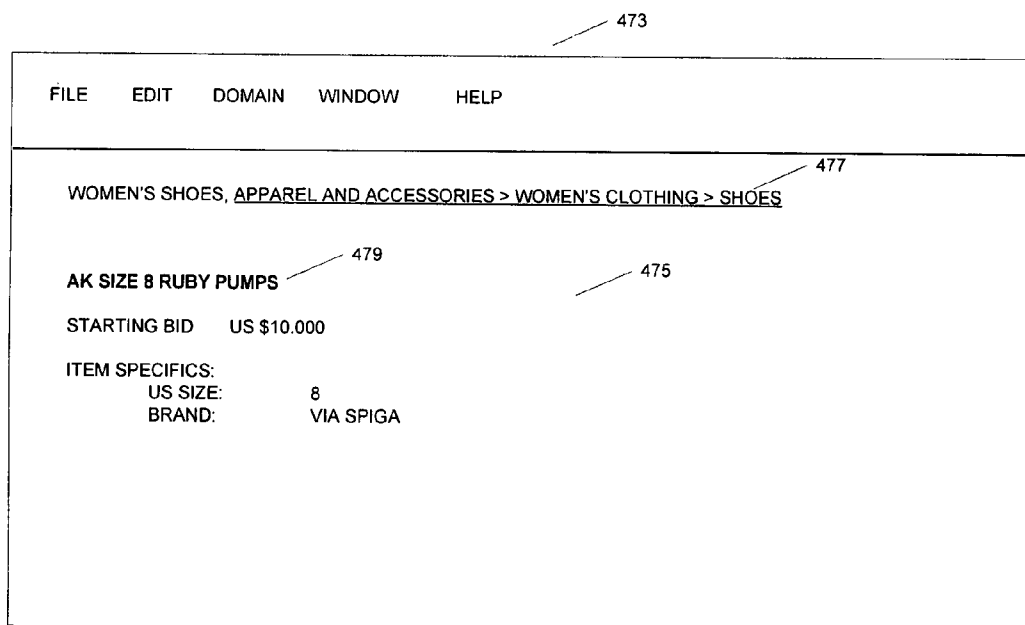 473
FILE EDIT DOMAIN WINDOW HELP
477
WOMEN'S SHOES, APPAREL AND ACCESSORIES > WOMEN'S CLOTHING > SHOES
479
475
AK SIZE 8 RUBY PUMPS
STARTING BID US $10.000
ITEM SPECIFICS:
US SIZE: 8
BRAND: VIA SPIGA